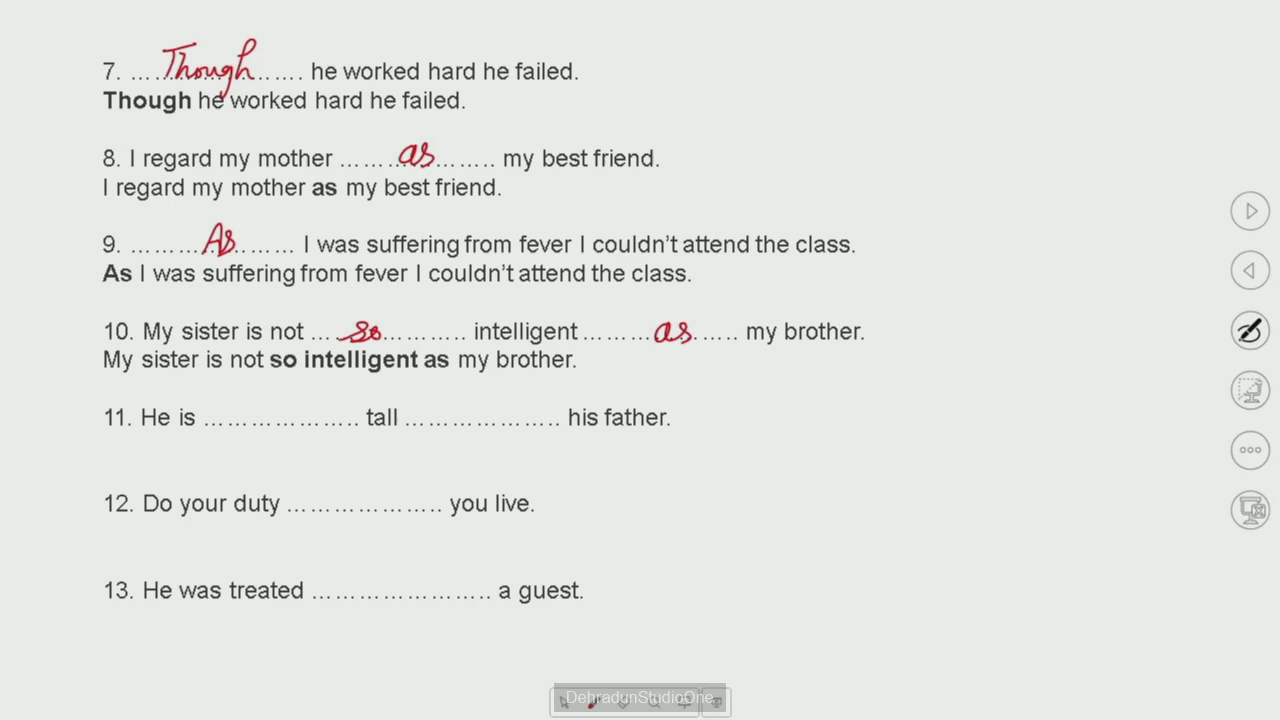 7. … Though ….. he worked hard he failed.
Though he worked hard he failed.
8. I regard my mother …….as…….. my best friend.
I regard my mother as my best friend.
9. ………As……… I was suffering from fever I couldn't attend the class.
As I was suffering from fever I couldn't attend the class.
10. My sister is not … so ……….. intelligent ………as…….. my brother.
My sister is not so intelligent as my brother.
11. He is ……………….. tall ……………….. his father.
12. Do your duty ……………….. you live.
13. He was treated ………………….. a guest.
DehradunStudioOne